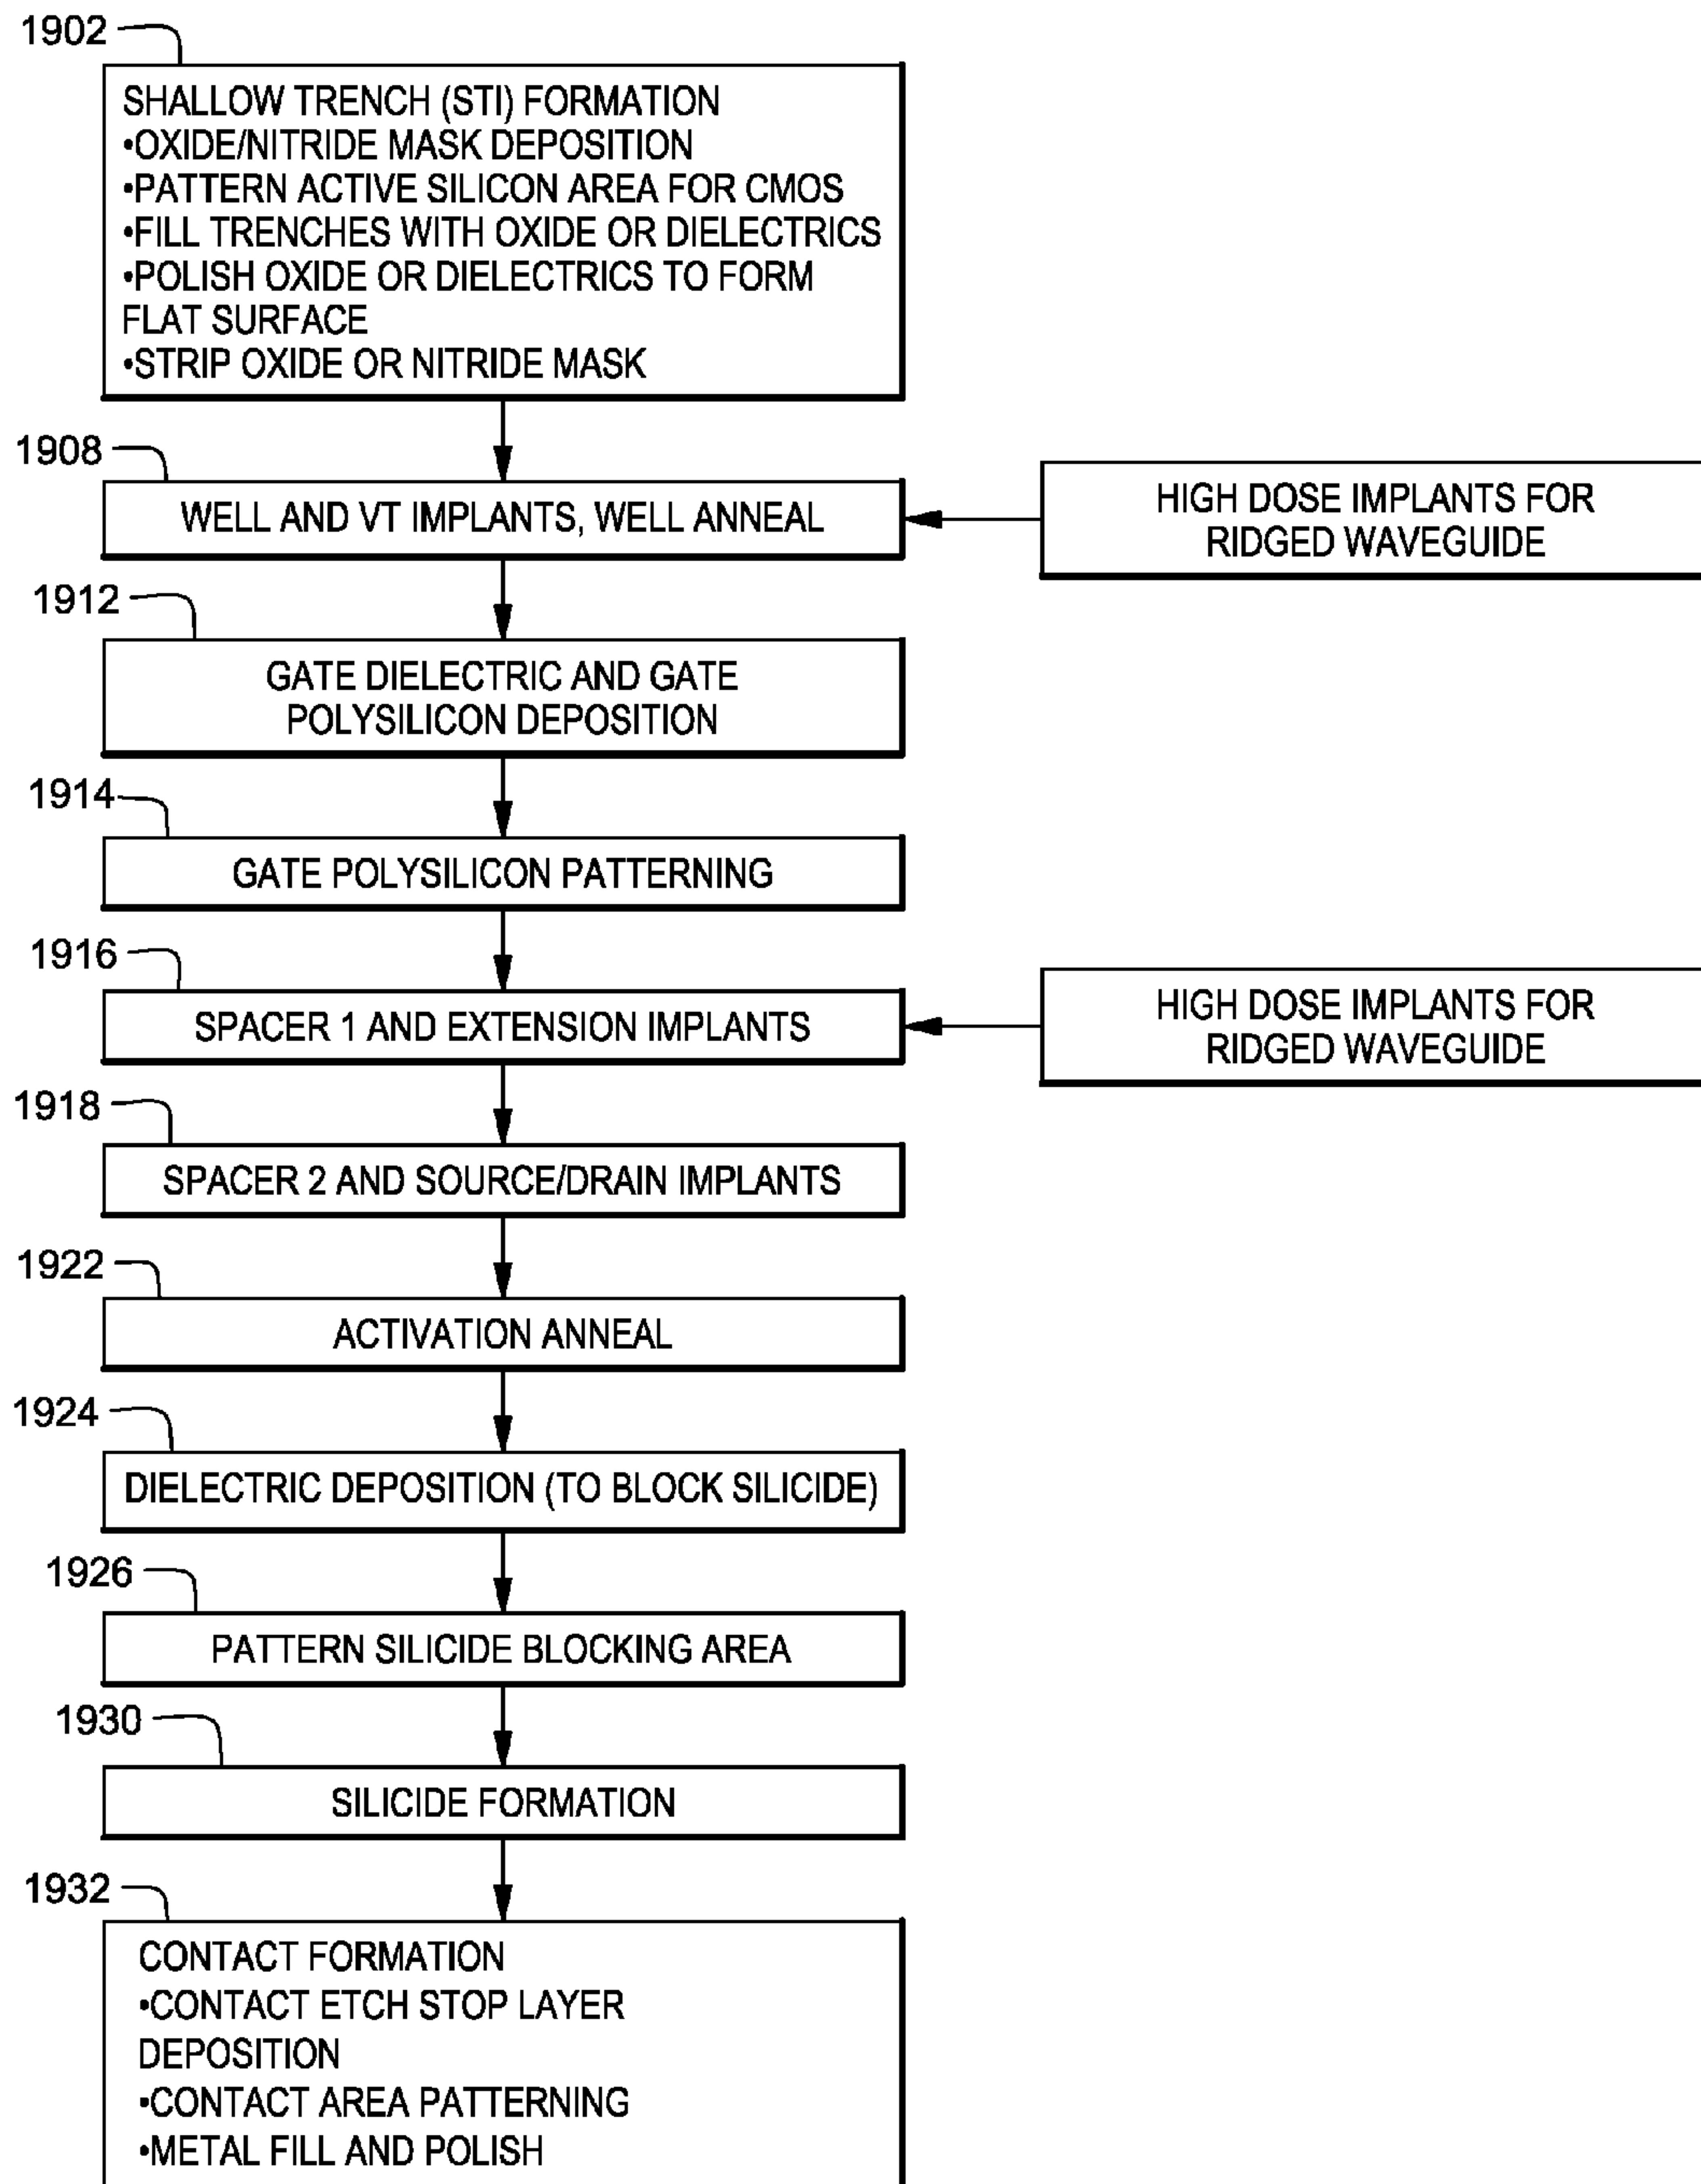 1902
SHALLOW TRENCH (STI) FORMATION
•OXIDE/NITRIDE MASK DEPOSITION
•PATTERN ACTIVE SILICON AREA FOR CMOS
•FILL TRENCHES WITH OXIDE OR DIELECTRICS
•POLISH OXIDE OR DIELECTRICS TO FORM
FLAT SURFACE
•STRIP OXIDE OR NITRIDE MASK
1908
WELL AND VT IMPLANTS, WELL ANNEAL
HIGH DOSE IMPLANTS FOR
RIDGED WAVEGUIDE
1912
GATE DIELECTRIC AND GATE
POLYSILICON DEPOSITION
1914
GATE POLYSILICON PATTERNING
1916
SPACER 1 AND EXTENSION IMPLANTS
HIGH DOSE IMPLANTS FOR
RIDGED WAVEGUIDE
1918
SPACER 2 AND SOURCE/DRAIN IMPLANTS
1922
ACTIVATION ANNEAL
1924
DIELECTRIC DEPOSITION (TO BLOCK SILICIDE)
1926
PATTERN SILICIDE BLOCKING AREA
1930
SILICIDE FORMATION
1932
CONTACT FORMATION
•CONTACT ETCH STOP LAYER
DEPOSITION
•CONTACT AREA PATTERNING
•METAL FILL AND POLISH